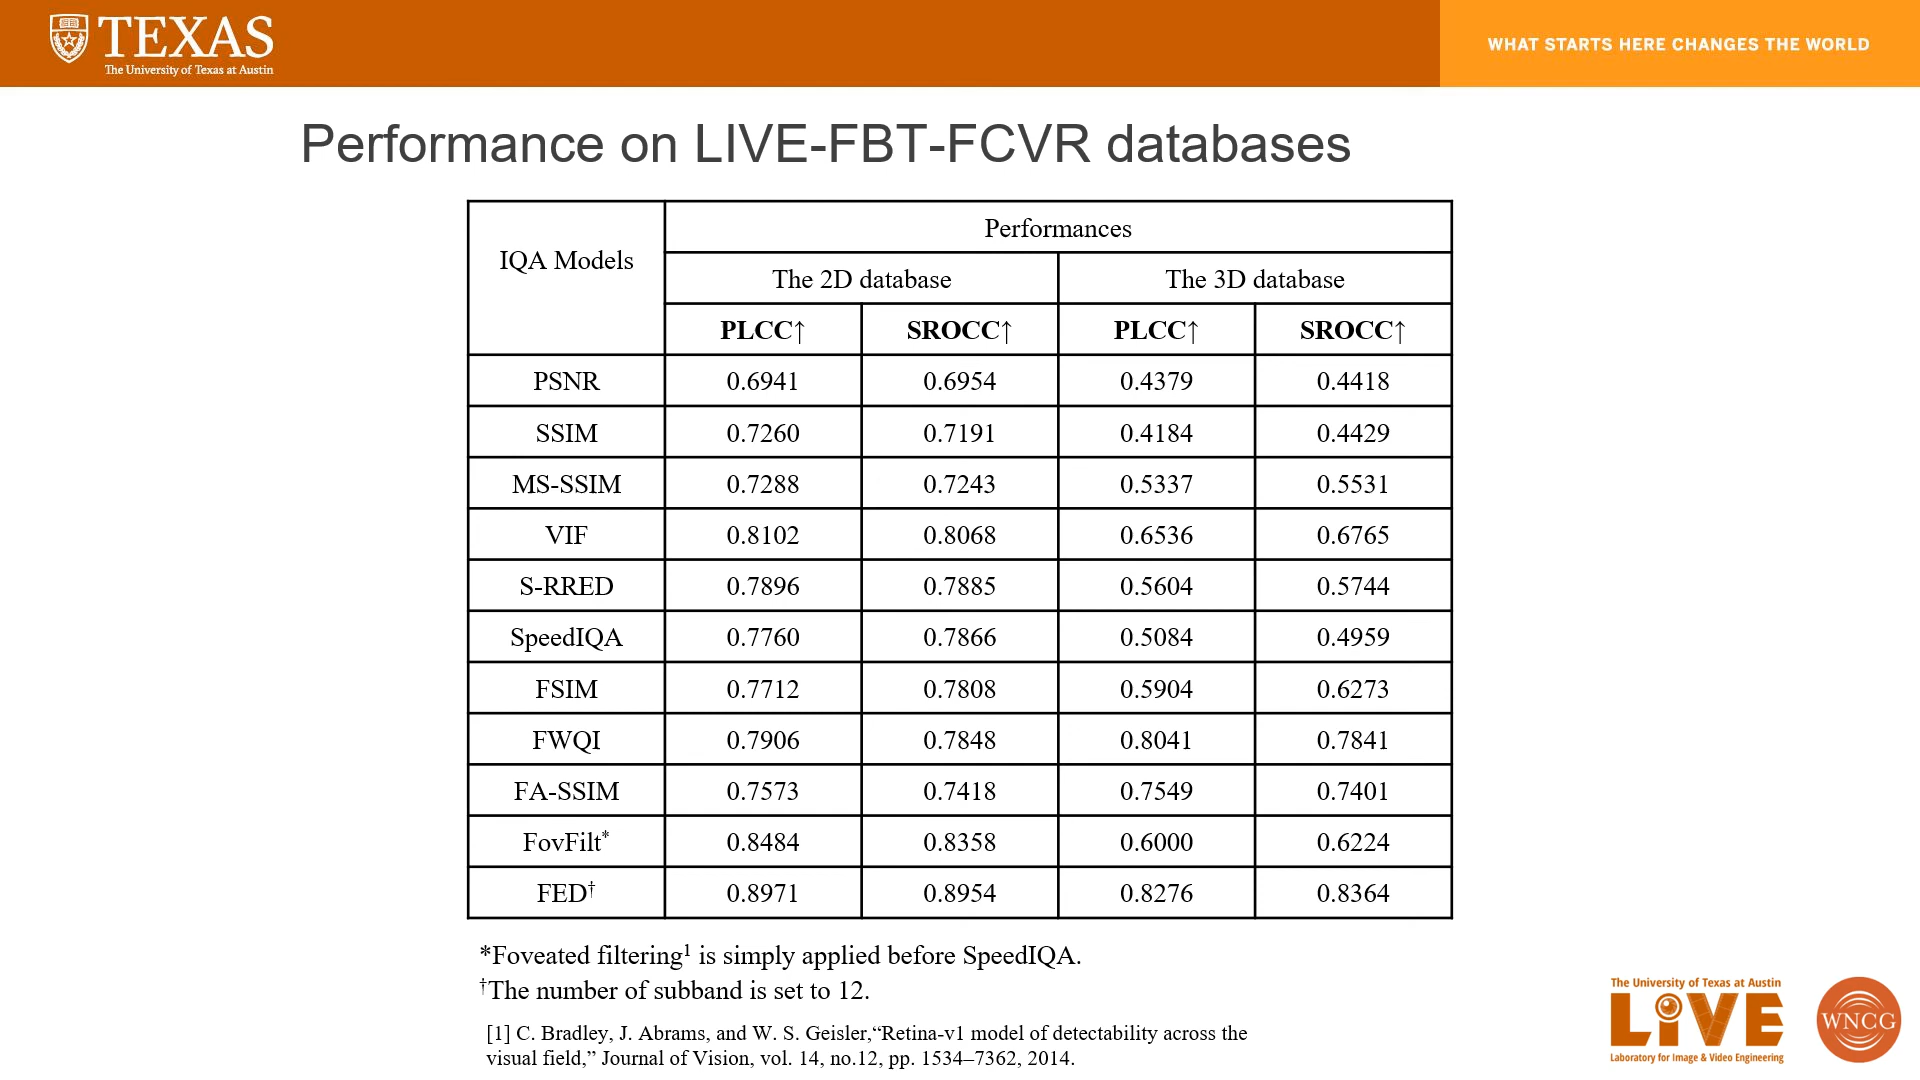 TEXAS
The University of Texas at Austin
WHAT STARTS HERE CHANGES THE WORLD
Performance on LIVE-FBT-FCVR databases
IQA Models
Performances
The 2D database The 3D database
PLCC↑ SROCC↑ PLCC↑ SROCC↑
PSNR 0.6941 0.6954 0.4379 0.4418
SSIM 0.7260 0.7191 0.4184 0.4429
MS-SSIM 0.7288 0.7243 0.5337 0.5531
VIF 0.8102 0.8068 0.6536 0.6765
S-RRED 0.7896 0.7885 0.5604 0.5744
SpeedIQA 0.7760 0.7866 0.5084 0.4959
FSIM 0.7712 0.7808 0.5904 0.6273
FWQI 0.7906 0.7848 0.8041 0.7841
FA-SSIM 0.7573 0.7418 0.7549 0.7401
FovFilt* 0.8484 0.8358 0.6000 0.6224
FED† 0.8971 0.8954 0.8276 0.8364
*Foveated filtering¹ is simply applied before SpeedIQA.
†The number of subband is set to 12.
[1] C. Bradley, J. Abrams, and W. S. Geisler,“Retina-v1 model of detectability across the
visual field,” Journal of Vision, vol. 14, no.12, pp. 1534–7362, 2014.
The University of Texas at Austin
LIVE
Laboratory for Image & Video Engineering
WNCG